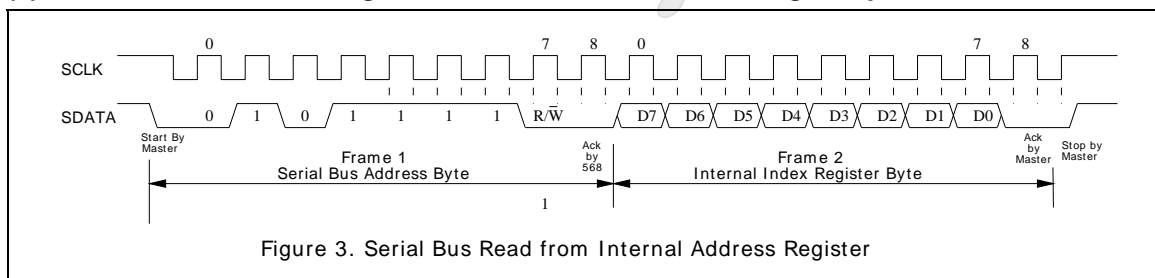 0 7 8 0 7 8
SCLK
SDATA 0 1 0 1 1 1 1 R/W̅ D7 D6 D5 D4 D3 D2 D1 D0
Start By
Master
Ack
by
568
Ack
by
Master
Stop by
Master
Frame 1
Serial Bus Address Byte
Frame 2
Internal Index Register Byte
1
Figure 3. Serial Bus Read from Internal Address Register